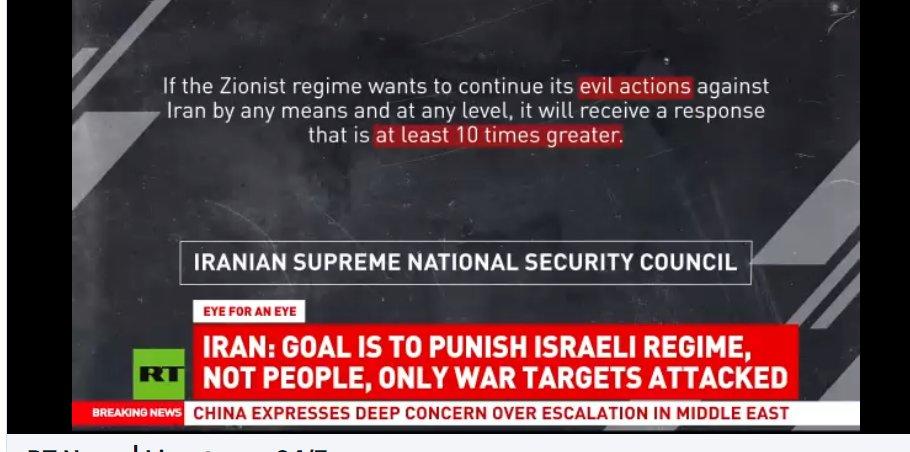 If the Zionist regime wants to continue its evil actions against
Iran by any means and at any level, it will receive a response
that is at least 10 times greater.
IRANIAN SUPREME NATIONAL SECURITY COUNCIL
EYE FOR AN EYE
RT
IRAN: GOAL IS TO PUNISH ISRAELI REGIME,
NOT PEOPLE, ONLY WAR TARGETS ATTACKED
BREAKING NEWS CHINA EXPRESSES DEEP CONCERN OVER ESCALATION IN MIDDLE EAST